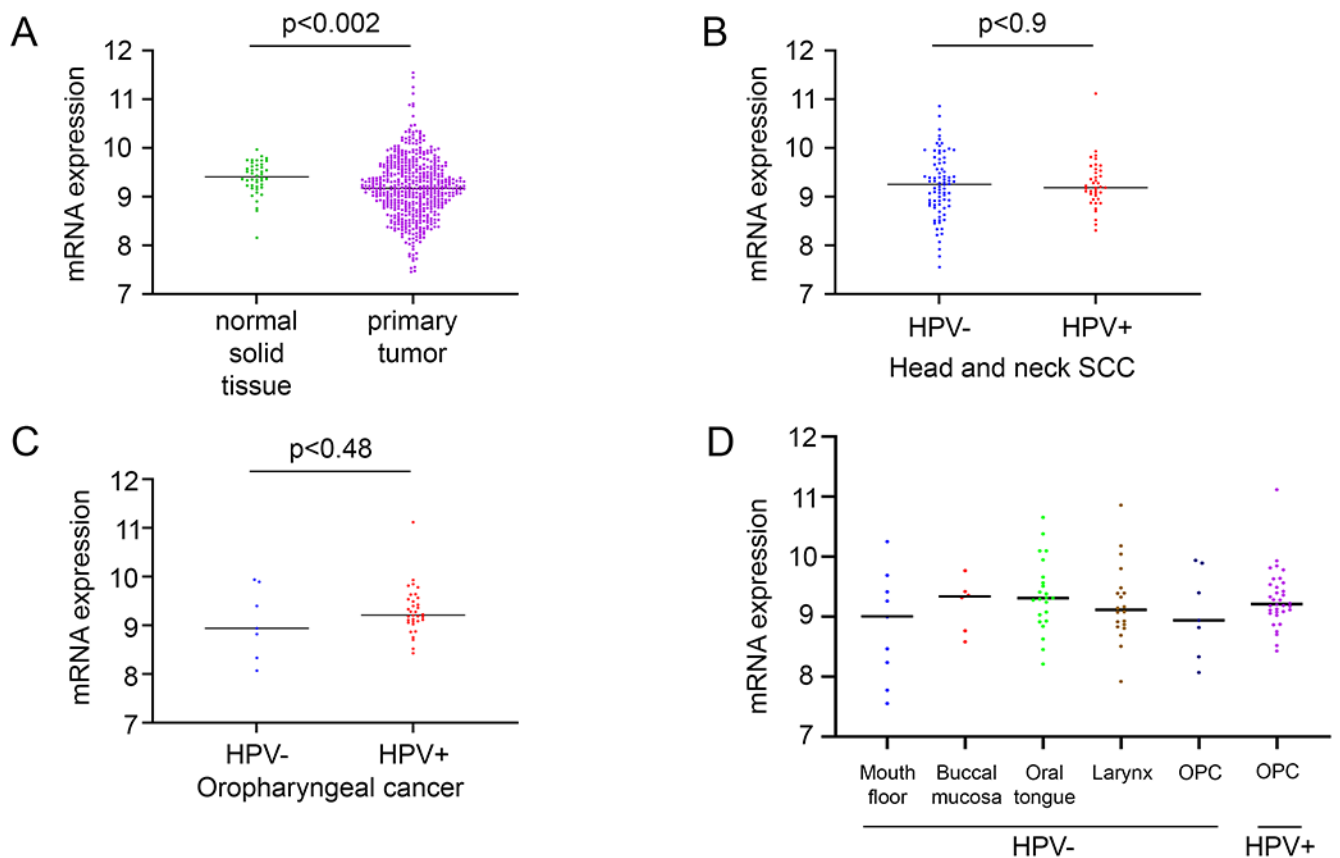 A
p<0.002
mRNA expression
12
11
10
9
8
7
normal
solid
tissue
primary
tumor
B
p<0.9
mRNA expression
12
11
10
9
8
7
HPV-
HPV+
Head and neck SCC
C
p<0.48
mRNA expression
12
11
10
9
8
7
HPV-
HPV+
Oropharyngeal cancer
D
mRNA expression
12
11
10
9
8
7
Mouth
floor
Buccal
mucosa
Oral
tongue
Larynx
OPC
OPC
HPV-
HPV+